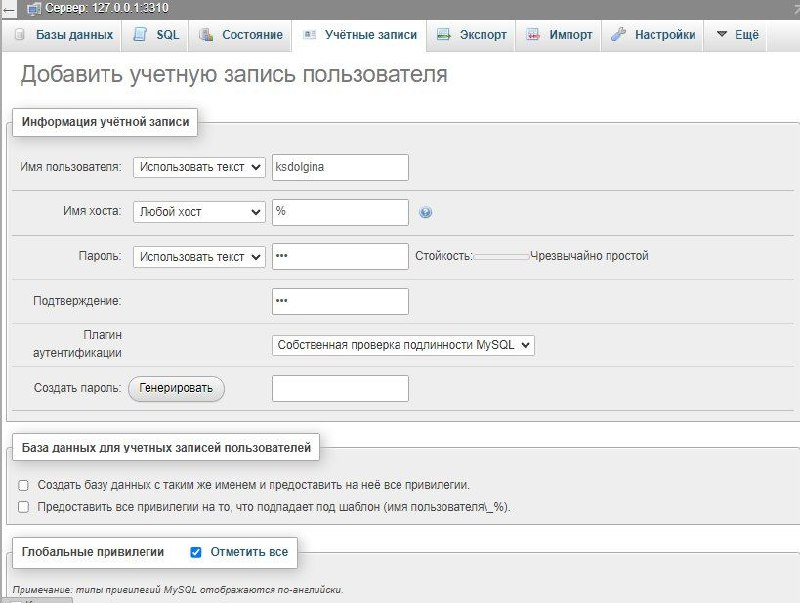 Сервер: 127.0.0.1:3310
Базы данных SQL Состояние Учётные записи Экспорт Импорт Настройки Ещё
Добавить учетную запись пользователя
Информация учётной записи
Имя пользователя: Использовать текст ksdolgina
Имя хоста: Любой хост %
Пароль: Использовать текст ••• Стойкость: Чрезвычайно простой
Подтверждение: •••
Плагин
аутентификации
Собственная проверка подлинности MySQL
Создать пароль: Генерировать
База данных для учетных записей пользователей
Создать базу данных с таким же именем и предоставить на неё все привилегии.
Предоставить все привилегии на то, что подпадает под шаблон (имя пользователя\_%).
Глобальные привилегии Отметить все
Примечание: типы привилегий MySQL отображаются по-английски.